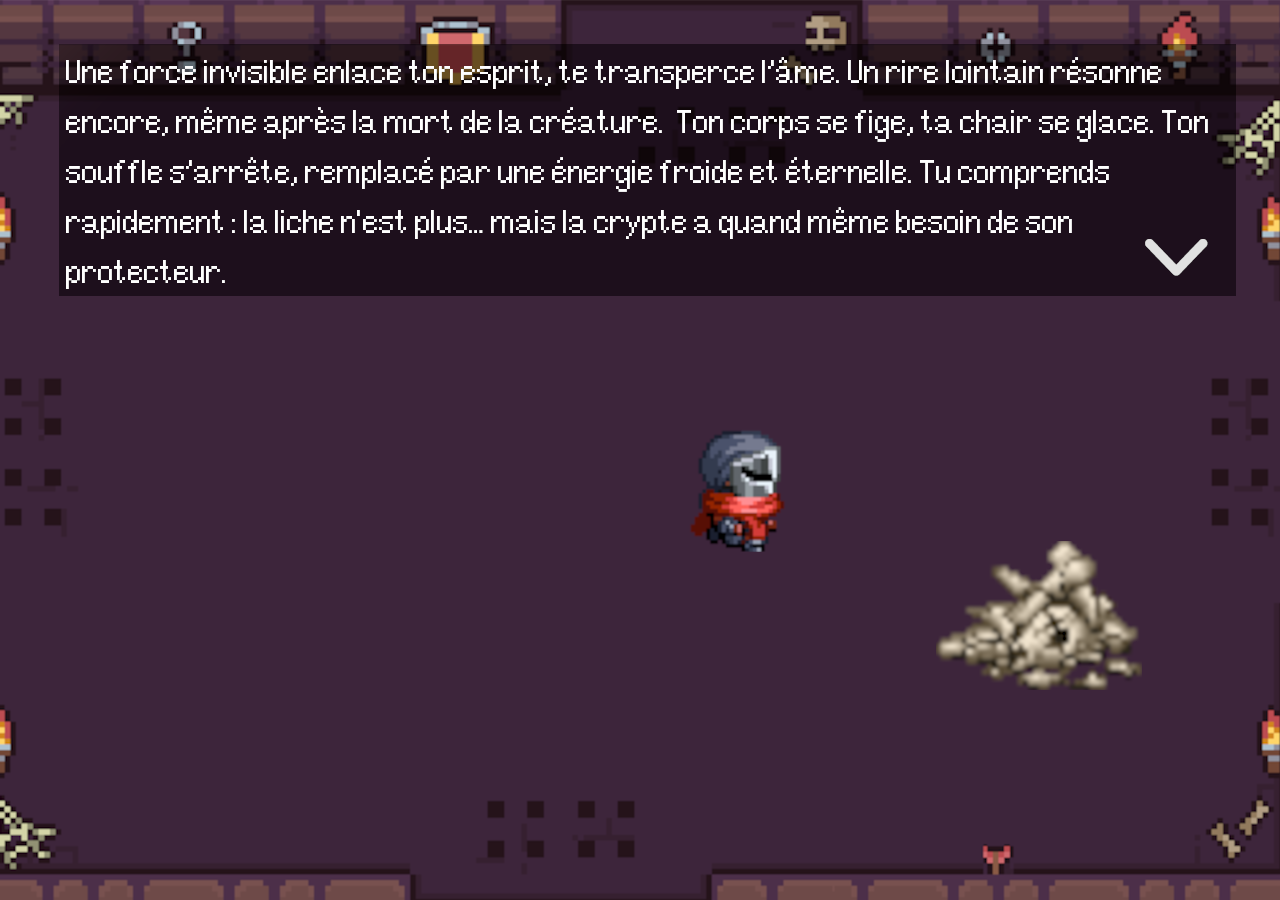 Une force invisible enlace ton esprit, te transperce l'âme. Un rire lointain résonne
encore, même après la mort de la créature.  Ton corps se fige, ta chair se glace. Ton
souffle s'arrête, remplacé par une énergie froide et éternelle. Tu comprends
rapidement : la liche n'est plus... mais la crypte a quand même besoin de son
protecteur.